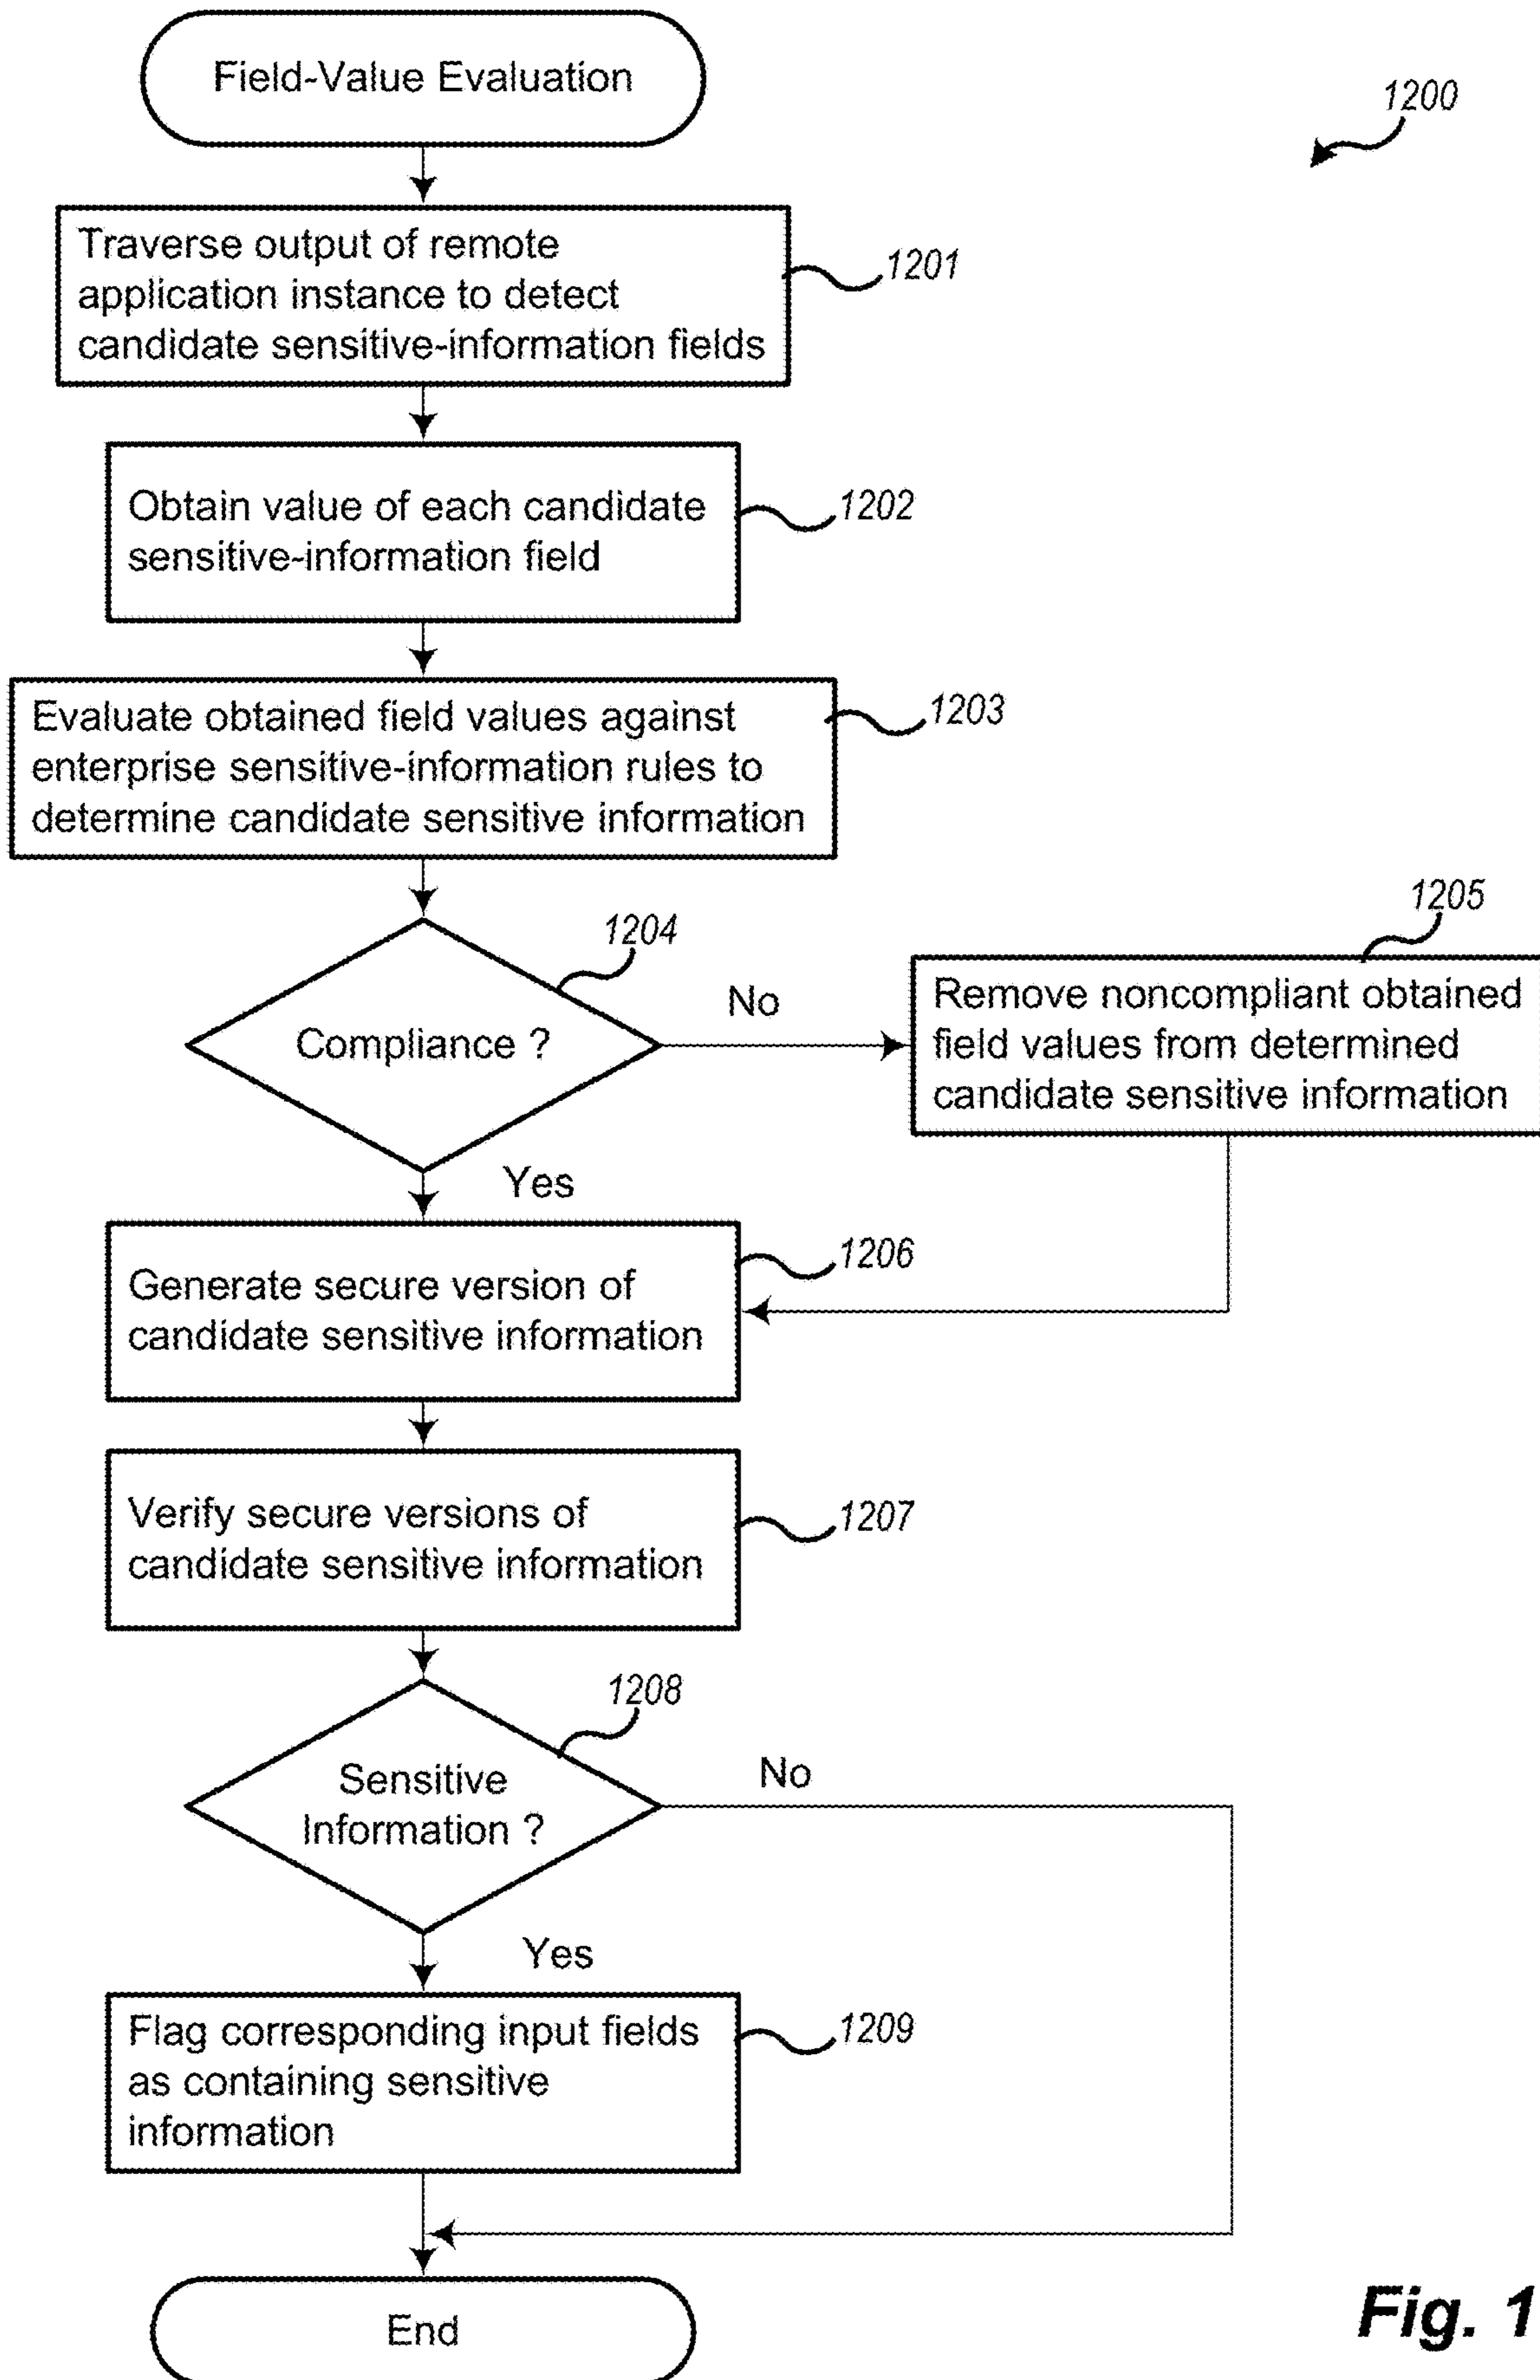 Field-Value Evaluation
1200
Traverse output of remote
application instance to detect
candidate sensitive-information fields
1201
Obtain value of each candidate
sensitive-information field
1202
Evaluate obtained field values against
enterprise sensitive-information rules to
determine candidate sensitive information
1203
Compliance ?
1204
No
Remove noncompliant obtained
field values from determined
candidate sensitive information
1205
Yes
Generate secure version of
candidate sensitive information
1206
Verify secure versions of
candidate sensitive information
1207
Sensitive
Information ?
1208
No
Yes
Flag corresponding input fields
as containing sensitive
information
1209
End
Fig. 1